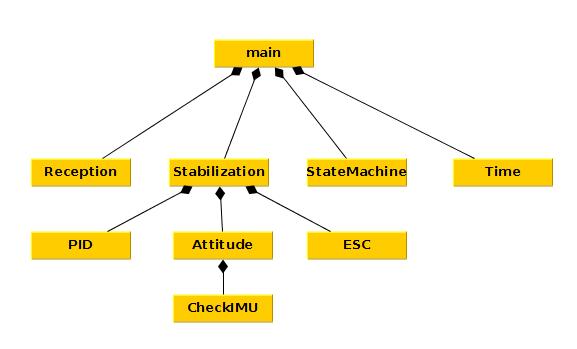 main
Reception
Stabilization
StateMachine
Time
PID
Attitude
ESC
CheckIMU